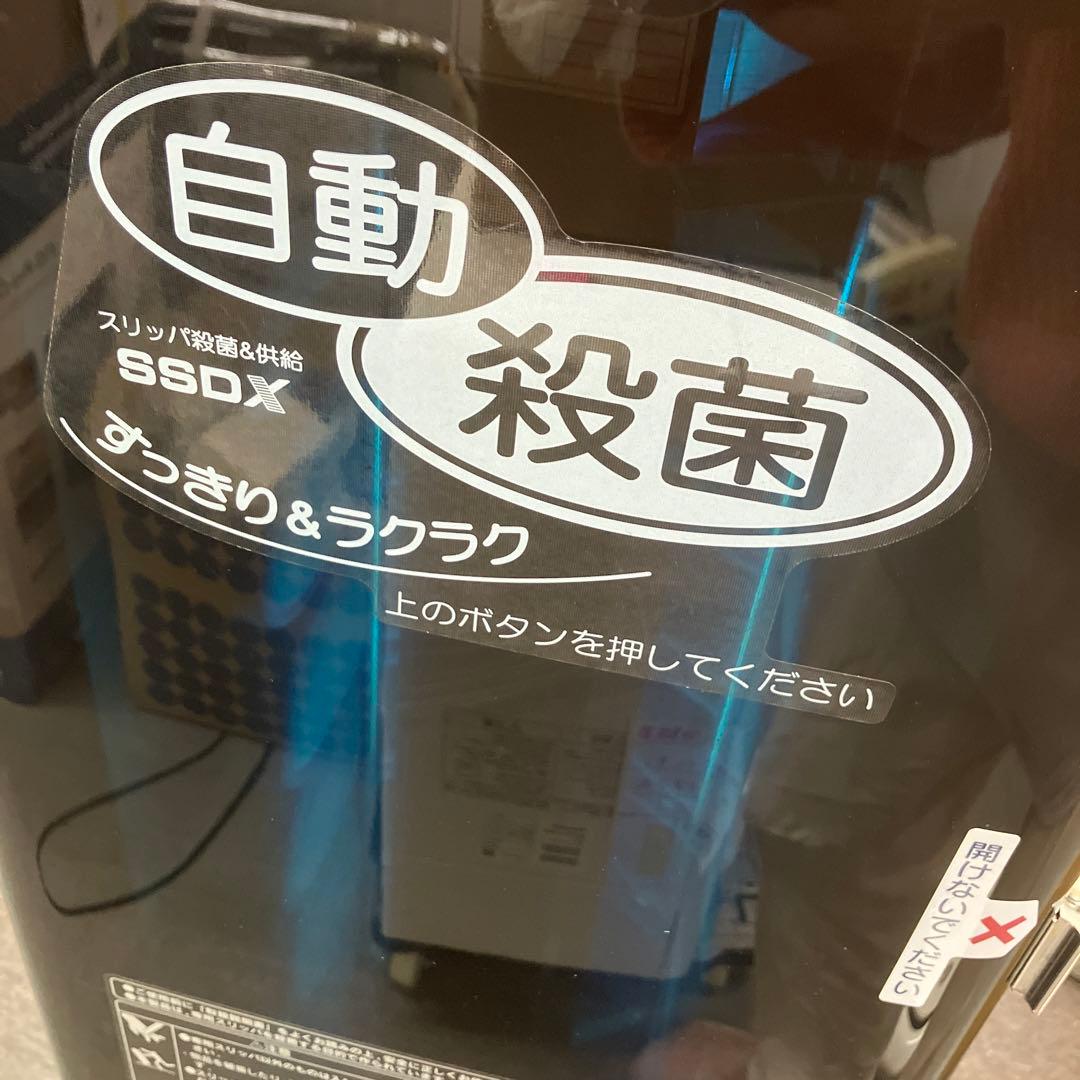 自動
殺菌
スリッパ殺菌&供給
SSDX
すっきり&ラクラク
上のボタンを押してください
開けないでください